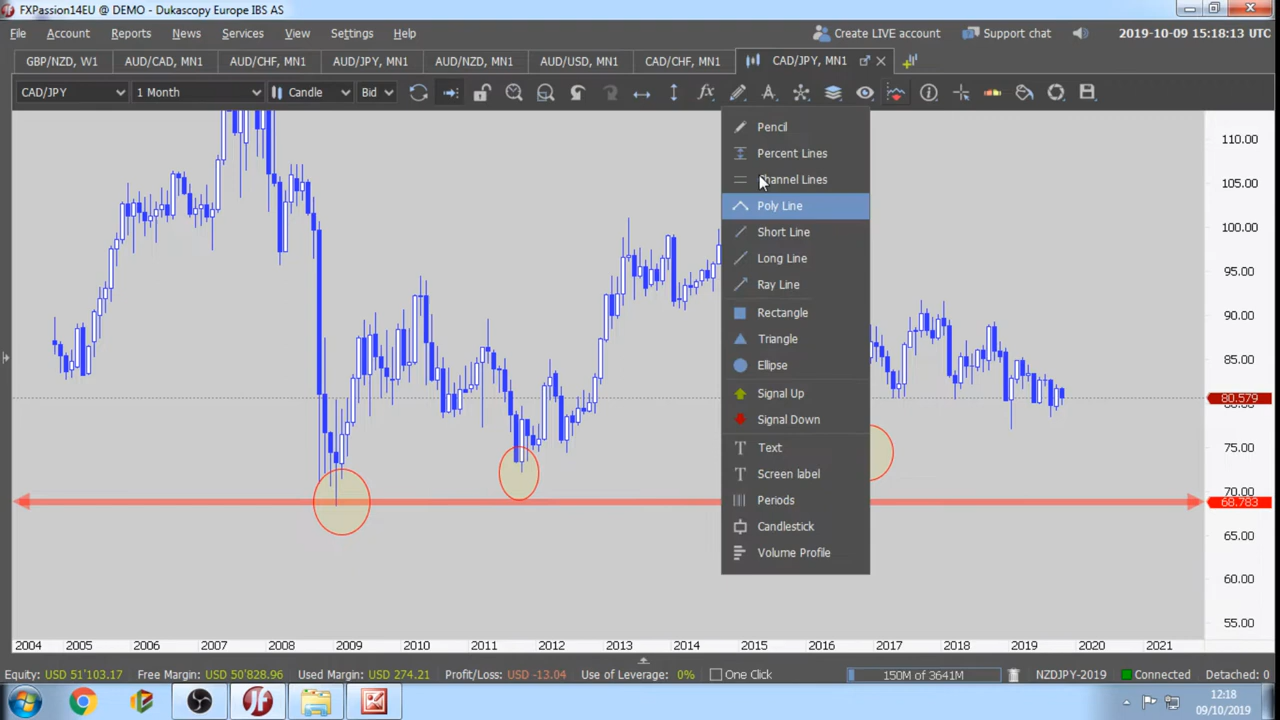 FXPassion14EU @ DEMO - Dukascopy Europe IBS AS
File Account Reports News Services View Settings Help Create LIVE account Support chat 2019-10-09 15:18:13 UTC
GBP/NZD, W1 AUD/CAD, MN1 AUD/CHF, MN1 AUD/JPY, MN1 AUD/NZD, MN1 AUD/USD, MN1 CAD/CHF, MN1 CAD/JPY, MN1
CAD/JPY 1 Month Candle Bid
Pencil
Percent Lines
Channel Lines
Poly Line
Short Line
Long Line
Ray Line
Rectangle
Triangle
Ellipse
Signal Up
Signal Down
Text
Screen label
Periods
Candlestick
Volume Profile
110.00
105.00
100.00
95.00
90.00
85.00
80.579
75.00
70.00
68.783
65.00
60.00
55.00
2004 2005 2006 2007 2008 2009 2010 2011 2012 2013 2014 2015 2016 2017 2018 2019 2020 2021
Equity: USD 51'103.17 Free Margin: USD 50'828.96 Used Margin: USD 274.21 Profit/Loss: USD -13.04 Use of Leverage: 0% One Click 150M of 3641M NZDJPY-2019 Connected Detached: 0
12:18
09/10/2019